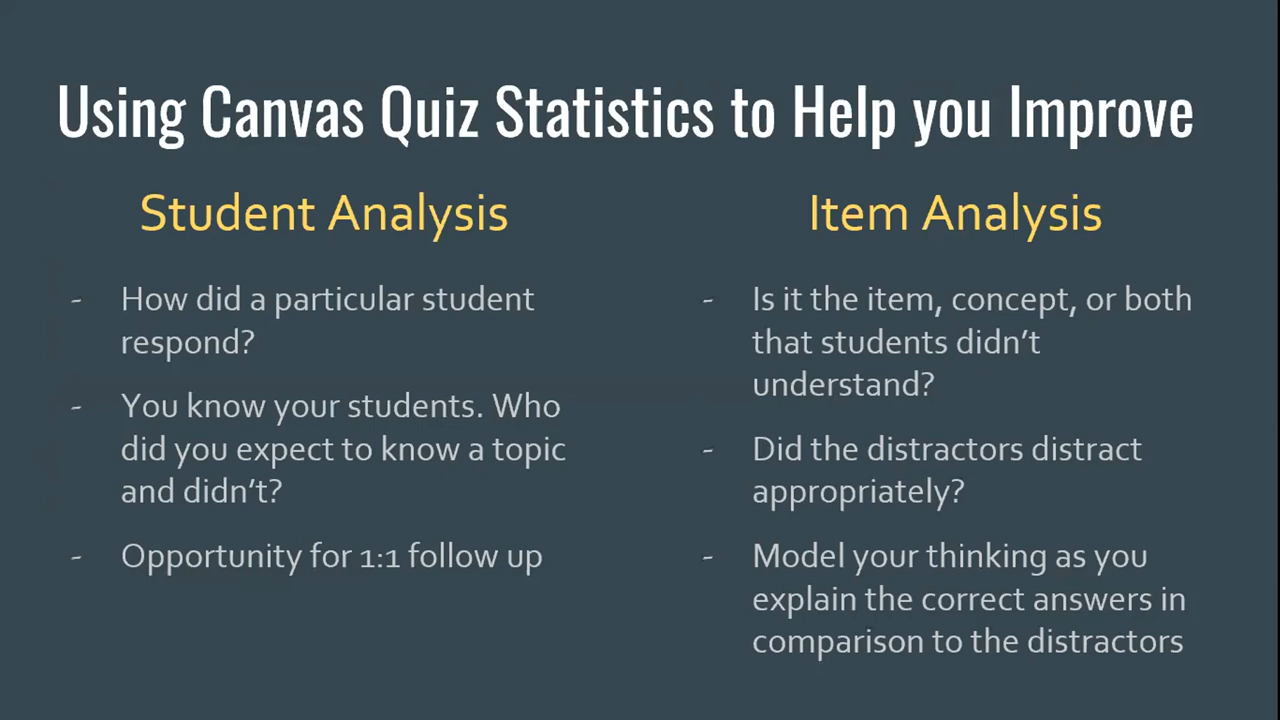 Using Canvas Quiz Statistics to Help you Improve
Student Analysis
- How did a particular student
respond?
- You know your students. Who
did you expect to know a topic
and didn’t?
- Opportunity for 1:1 follow up
Item Analysis
- Is it the item, concept, or both
that students didn’t
understand?
- Did the distractors distract
appropriately?
- Model your thinking as you
explain the correct answers in
comparison to the distractors